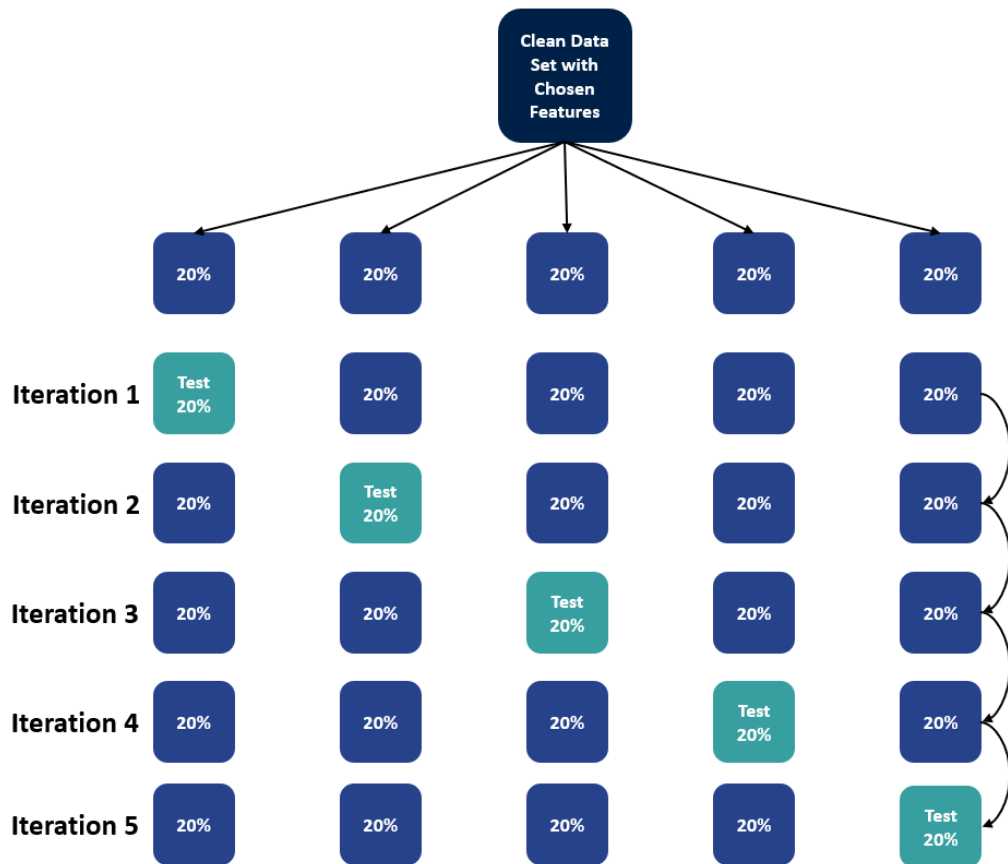 Clean Data
Set with
Chosen
Features
20% 20% 20% 20% 20%
Iteration 1 Test
20% 20% 20% 20% 20%
Iteration 2 20% Test
20% 20% 20% 20%
Iteration 3 20% 20% Test
20% 20% 20%
Iteration 4 20% 20% 20% Test
20% 20%
Iteration 5 20% 20% 20% 20% Test
20%